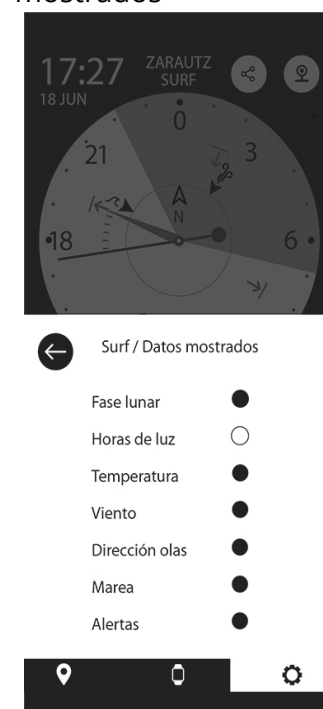 mostrados
17:27
ZARAUTZ
SURF
18 JUN
0
21
3
N
18
6
Surf / Datos mostrados
Fase lunar
Horas de luz
Temperatura
Viento
Dirección olas
Marea
Alertas